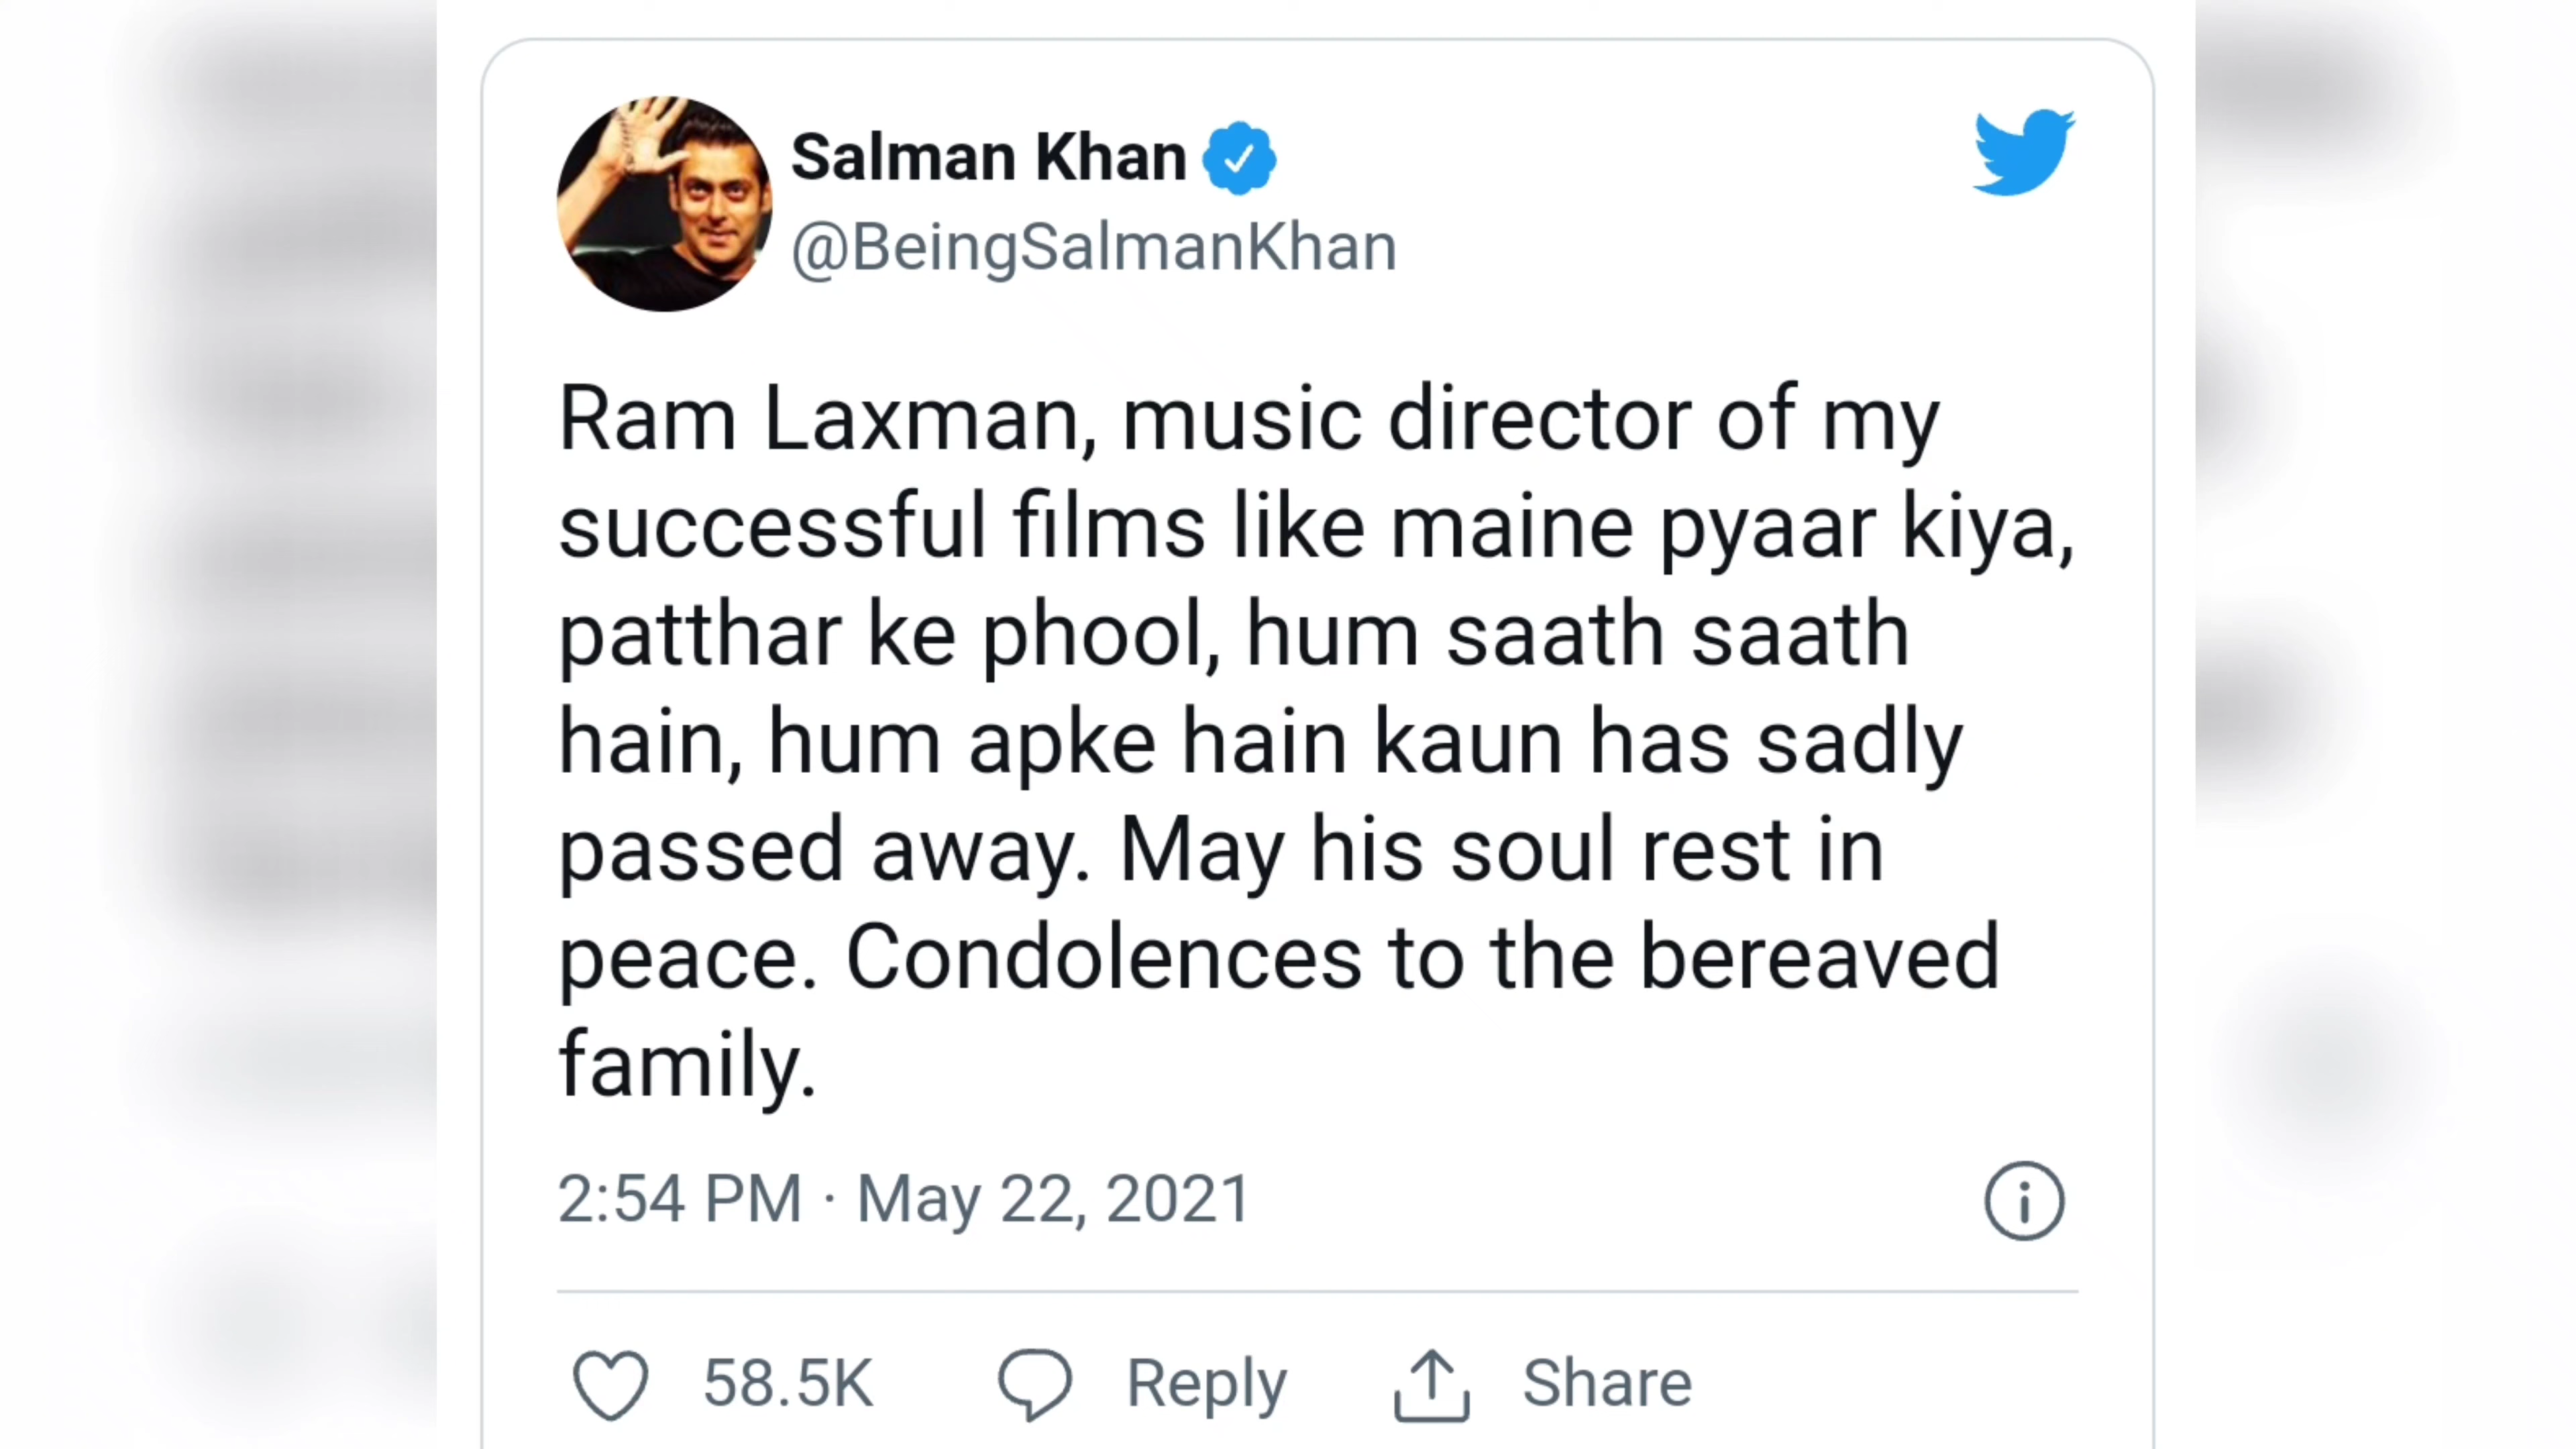 Salman Khan
@BeingSalmanKhan
Ram Laxman, music director of my
successful films like maine pyaar kiya,
patthar ke phool, hum saath saath
hain, hum apke hain kaun has sadly
passed away. May his soul rest in
peace. Condolences to the bereaved
family.
2:54 PM · May 22, 2021
58.5K Reply Share